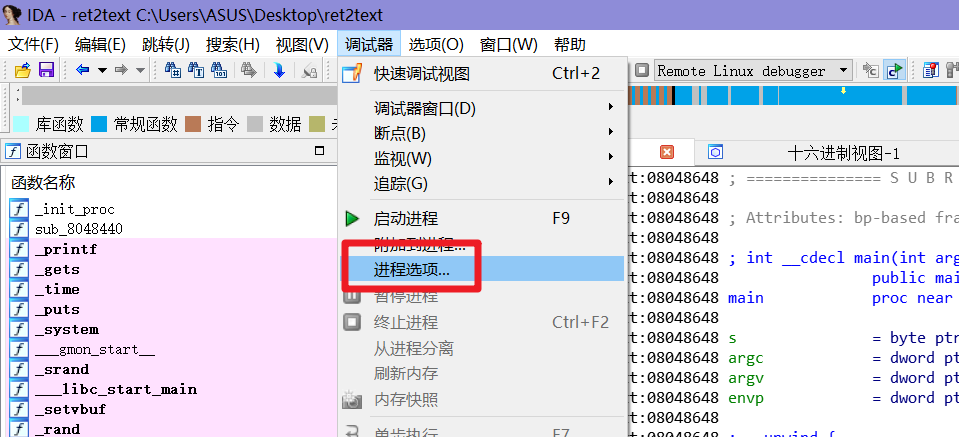 IDA - ret2text C:\Users\ASUS\Desktop\ret2text
文件(F) 编辑(E) 跳转(J) 搜索(H) 视图(V) 调试器 选项(O) 窗口(W) 帮助
快速调试视图 Ctrl+2
Remote Linux debugger
调试器窗口(D)
断点(B)
监视(W)
追踪(G)
启动进程 F9
附加到进程...
进程选项...
暂停进程
终止进程 Ctrl+F2
从进程分离
刷新内存
内存快照
单步执行 F7
库函数 常规函数 指令 数据
函数窗口
函数名称
_init_proc
sub_8048440
_printf
_gets
_time
_puts
_system
___gmon_start__
_srand
___libc_start_main
_setvbuf
_rand
十六进制视图-1
t:08048648 ; =============== S U B R
t:08048648
t:08048648 ; Attributes: bp-based fra
t:08048648
t:08048648 ; int __cdecl main(int arg
t:08048648 public mai
t:08048648 main proc near
t:08048648
t:08048648 s = byte ptr
t:08048648 argc = dword pt
t:08048648 argv = dword pt
t:08048648 envp = dword pt
t:08048648